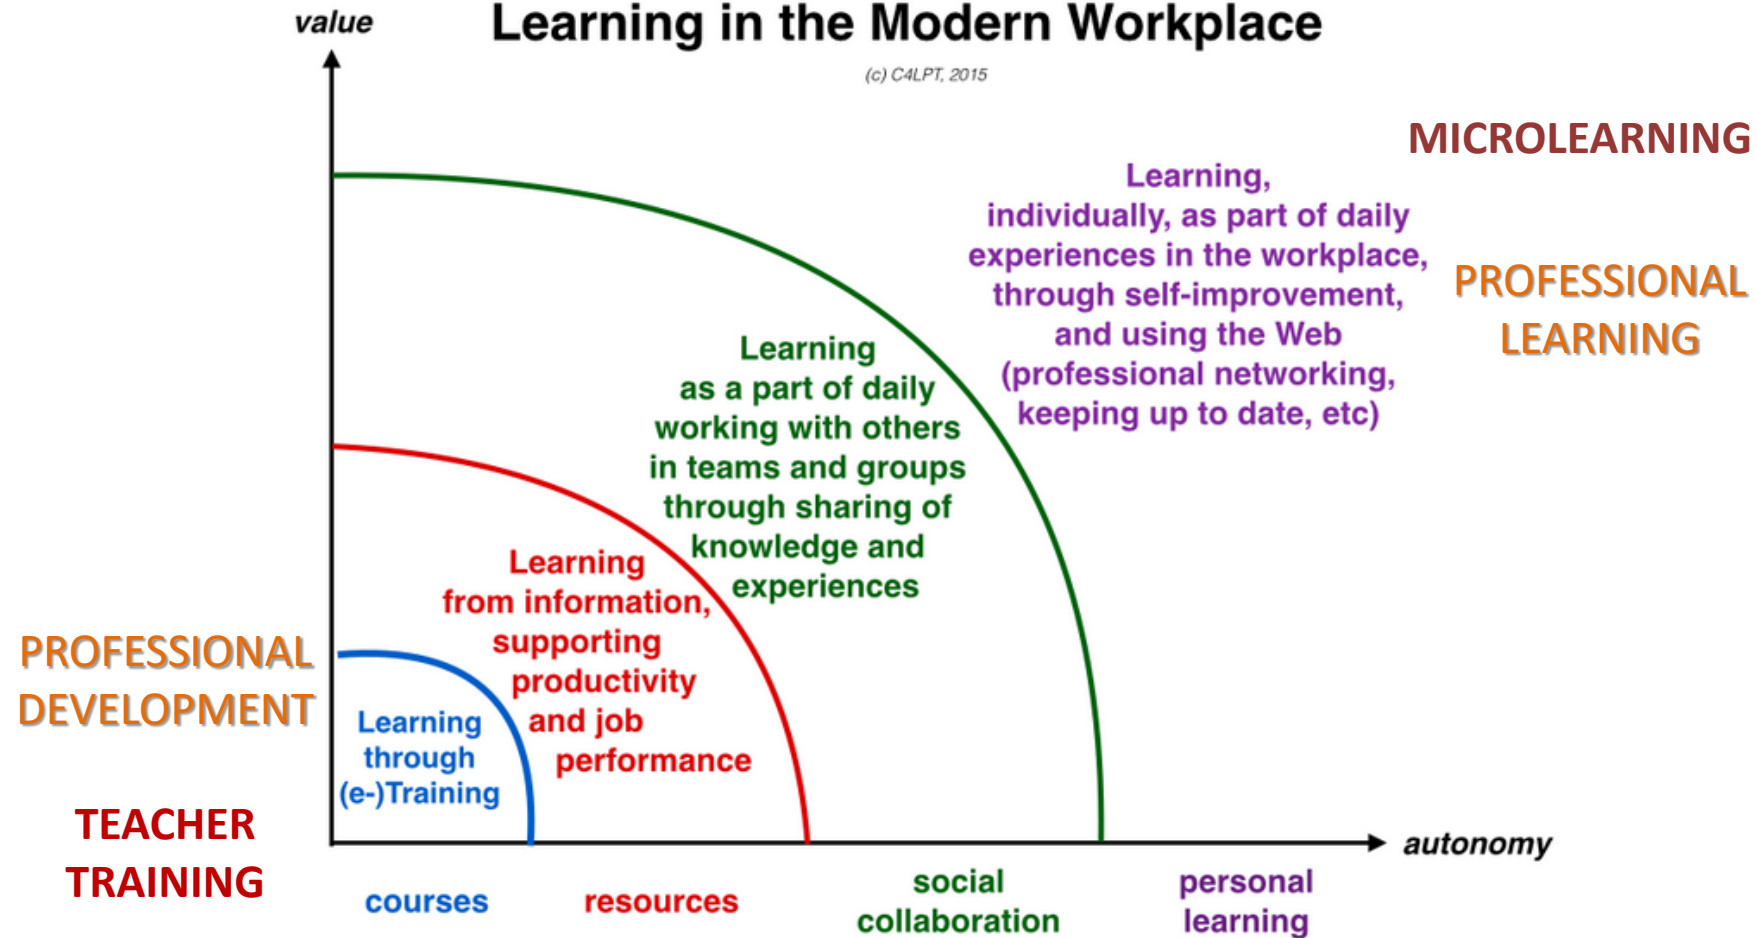 value
Learning in the Modern Workplace
(c) C4LPT, 2015
MICROLEARNING
Learning,
individually, as part of daily
experiences in the workplace,
through self-improvement,
and using the Web
(professional networking,
keeping up to date, etc)
PROFESSIONAL
LEARNING
Learning
as a part of daily
working with others
in teams and groups
through sharing of
knowledge and
experiences
Learning
from information,
supporting
productivity
and job
performance
PROFESSIONAL
DEVELOPMENT
Learning
through
(e-)Training
TEACHER
TRAINING
autonomy
courses
resources
social
collaboration
personal
learning